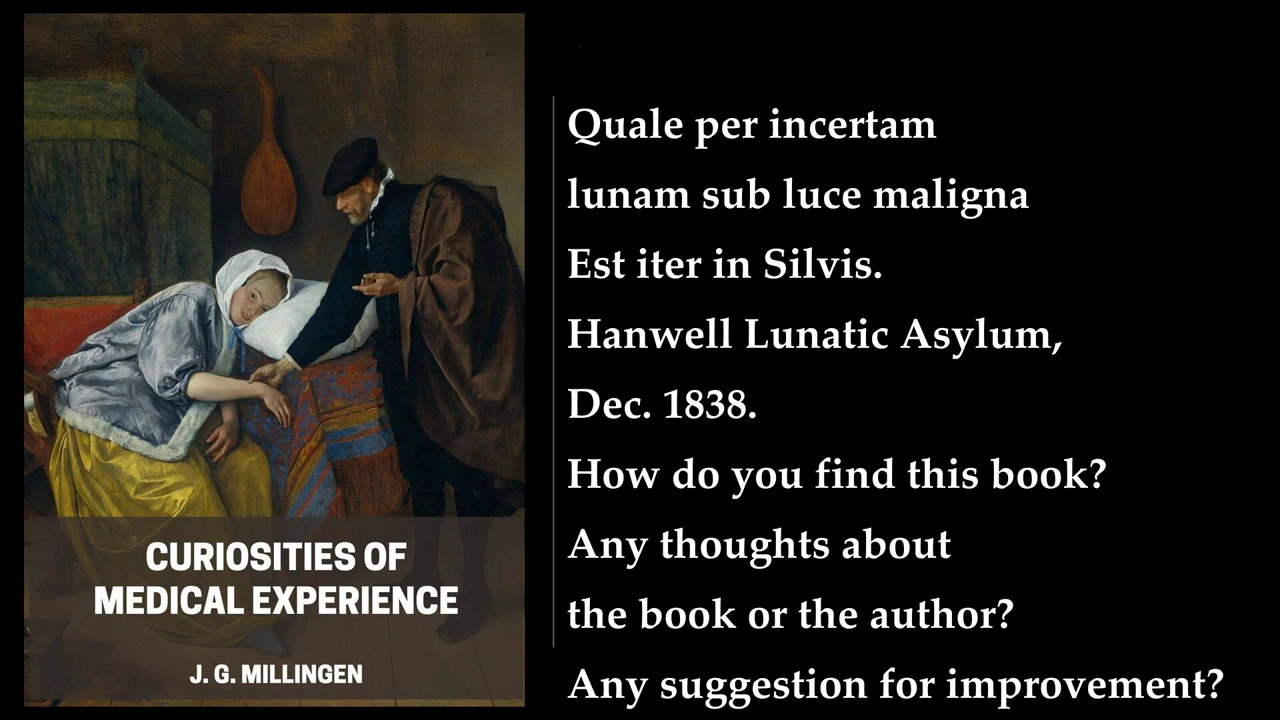 CURIOSITIES OF
MEDICAL EXPERIENCE
J. G. MILLINGEN
Quale per incertam
lunam sub luce maligna
Est iter in Silvis.
Hanwell Lunatic Asylum,
Dec. 1838.
How do you find this book?
Any thoughts about
the book or the author?
Any suggestion for improvement?